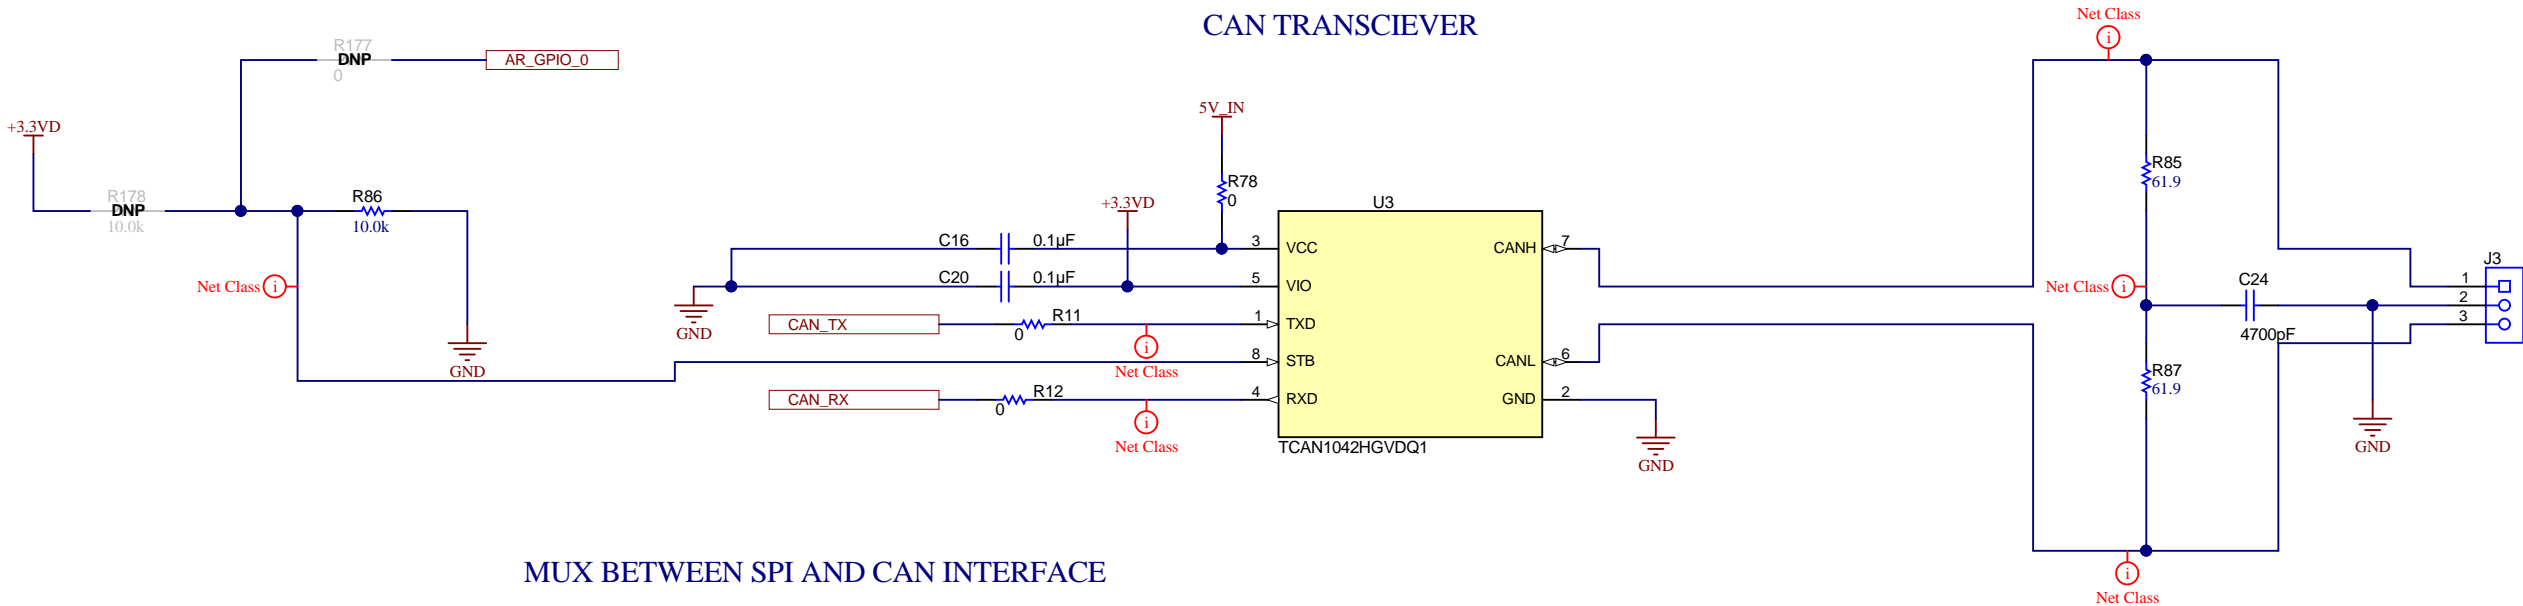 CAN TRANSCIEVER
Net Class
i
R177
DNP
0
AR_GPIO_0
+3.3VD
R178
DNP
10.0k
R86
10.0k
Net Class
i
GND
5V_IN
R78
0
+3.3VD
C16
0.1µF
C20
0.1µF
GND
CAN_TX
R11
0
i
Net Class
CAN_RX
R12
0
i
Net Class
U3
3
VCC
5
VIO
1
TXD
8
STB
4
RXD
CANH
7
CANL
6
GND
2
TCAN1042HGVDQ1
GND
R85
61.9
Net Class
i
C24
4700pF
R87
61.9
J3
1
2
3
GND
i
Net Class
MUX BETWEEN SPI AND CAN INTERFACE